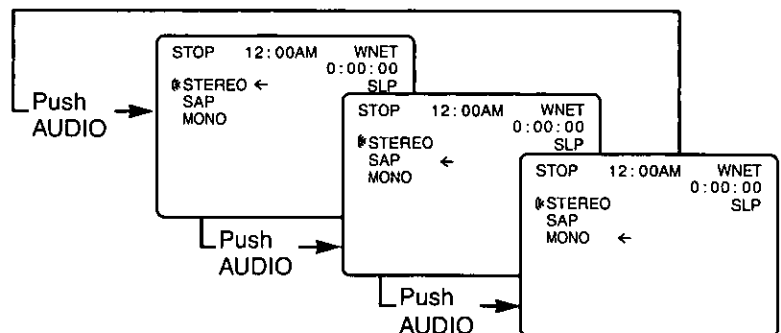 Push
AUDIO
STOP 12:00AM WNET
0:00:00
STEREO ← SLP
SAP
MONO
Push
AUDIO
STOP 12:00AM WNET
0:00:00
STEREO SLP
SAP ←
MONO
Push
AUDIO
STOP 12:00AM WNET
0:00:00
STEREO SLP
SAP
MONO ←